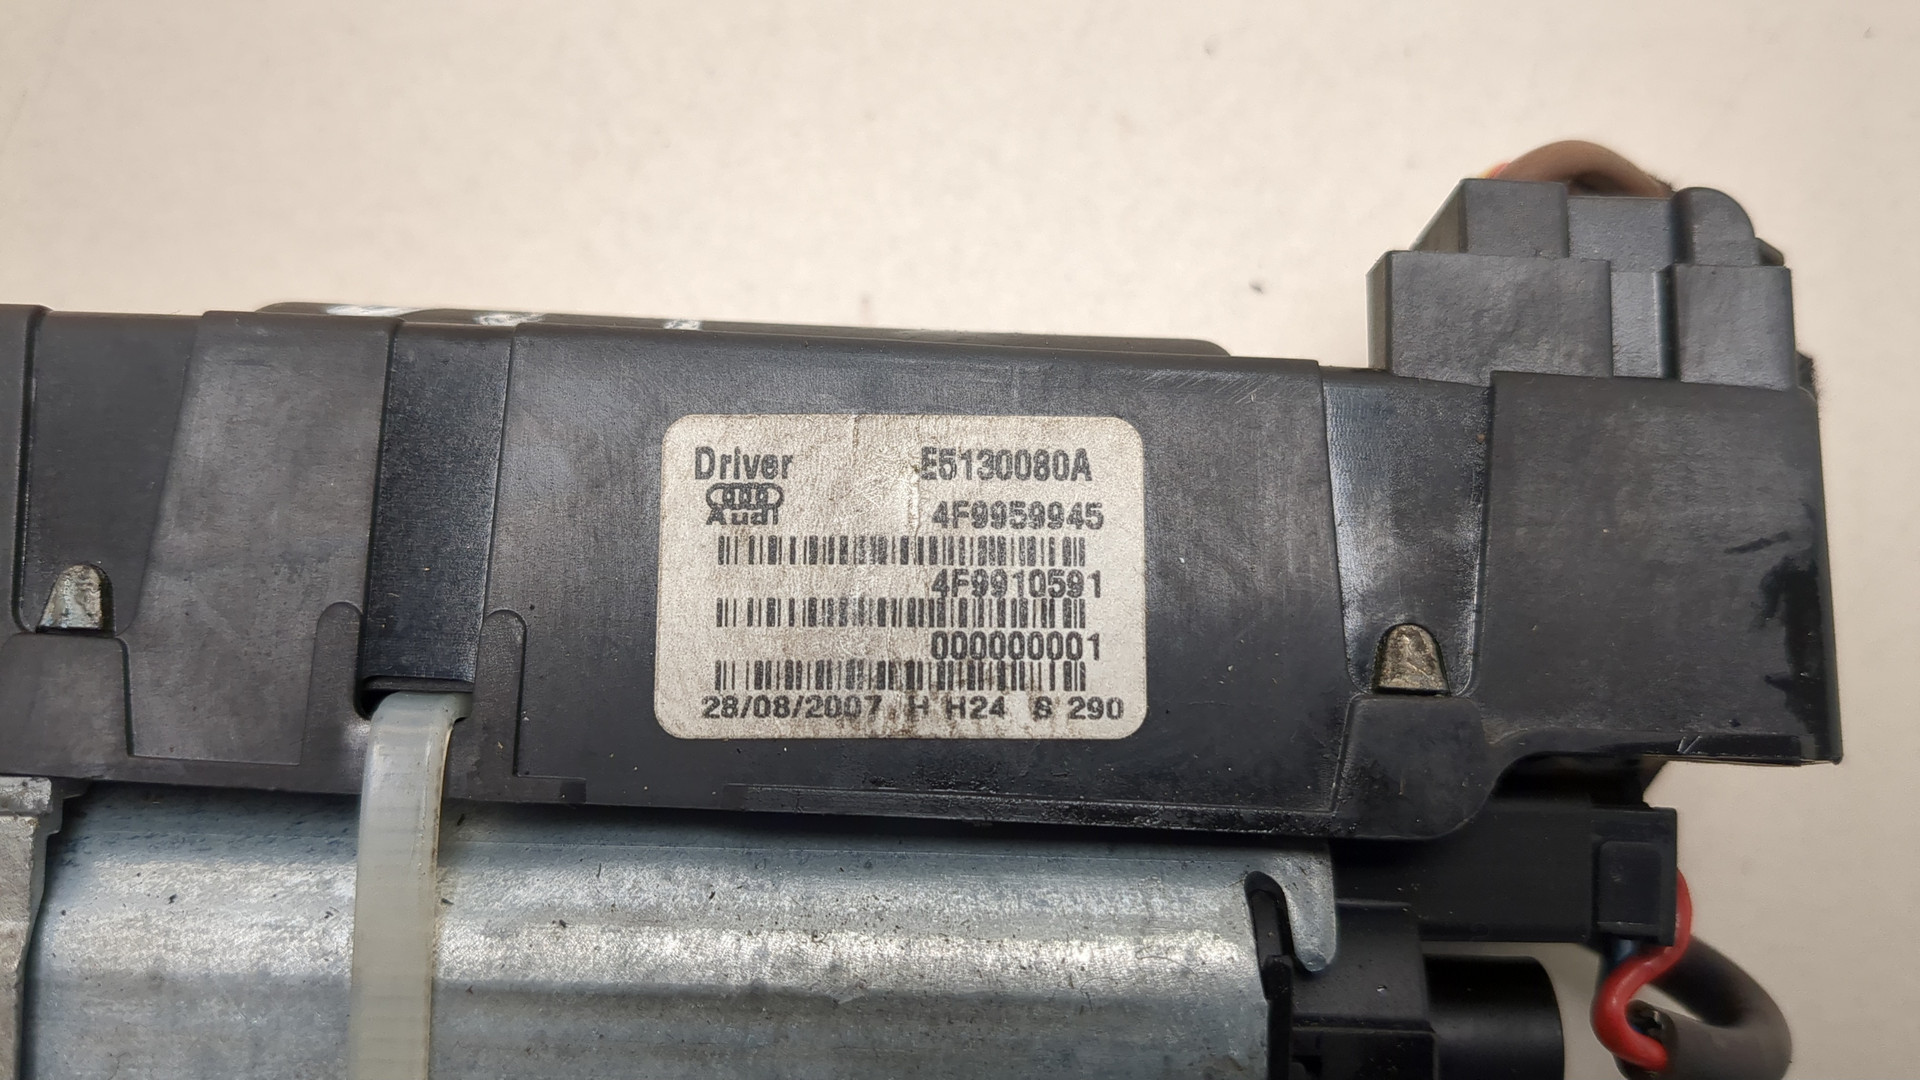 Driver E5130080A
Audi 4F9959945
4F9910591
000000001
28/08/2007 H H24 S 290